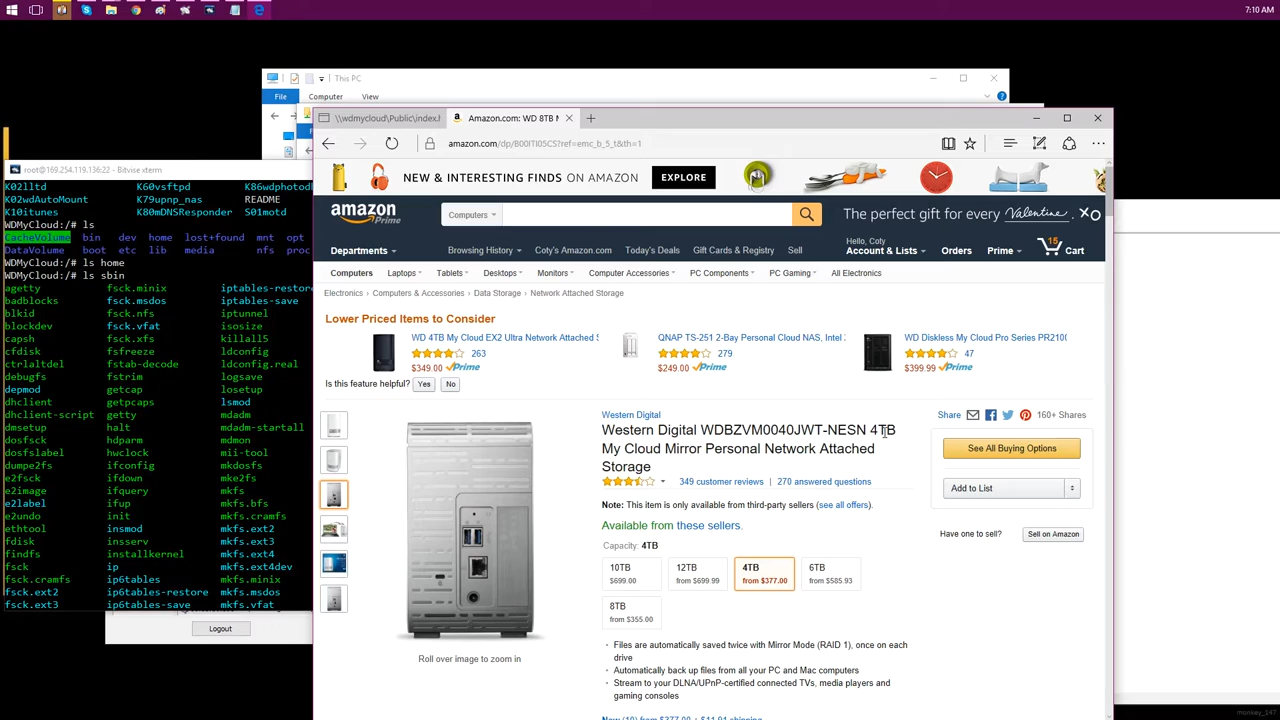 7:10 AM
This PC
File Computer View
\\wdmycloud\Public\index.
Amazon.com: WD 8TB
amazon.com/dp/B00ITI05CS?ref=emc_b_5_t&th=1
root@169.254.119.136:22 - Bitvise xterm
K02lltd K60vsftpd K86wdphotod
K02wdAutoMount K79upnp_nas README
K10itunes K80mDNSResponder S01motd
WDMyCloud:/# ls
CacheVolume bin dev home lost+found mnt opt
DataVolume boot etc lib media nfs proc
WDMyCloud:/# ls home
WDMyCloud:/# ls sbin
agetty fsck.minix iptables-restore
badblocks fsck.msdos iptables-save
blkid fsck.nfs iptunnel
blockdev fsck.vfat isosize
capsh fsck.xfs killall5
cfdisk fsfreeze ldconfig
ctrlaltdel fstab-decode ldconfig.real
debugfs fstrim logsave
depmod getcap losetup
dhclient getpcaps lsmod
dhclient-script getty mdadm
dmsetup halt mdadm-startall
dosfsck hdparm mdmon
dosfslabel hwclock mii-tool
dumpe2fs ifconfig mkdosfs
e2fsck ifdown mke2fs
e2image ifquery mkfs
e2label ifup mkfs.bfs
e2undo init mkfs.cramfs
ethtool insmod mkfs.ext2
fdisk insserv mkfs.ext3
findfs installkernel mkfs.ext4
fsck ip mkfs.ext4dev
fsck.cramfs ip6tables mkfs.minix
fsck.ext2 ip6tables-restore mkfs.msdos
fsck.ext3 ip6tables-save mkfs.vfat
Logout
NEW & INTERESTING FINDS ON AMAZON EXPLORE
amazon Prime
Computers
The perfect gift for every Valentine XO
Departments
Browsing History Coty's Amazon.com Today's Deals Gift Cards & Registry Sell
Hello, Coty
Account & Lists Orders Prime 15 Cart
Computers Laptops Tablets Desktops Monitors Computer Accessories PC Components PC Gaming All Electronics
Electronics › Computers & Accessories › Data Storage › Network Attached Storage
Lower Priced Items to Consider
WD 4TB My Cloud EX2 Ultra Network Attached S
263
$349.00 Prime
QNAP TS-251 2-Bay Personal Cloud NAS, Intel 2
279
$249.00 Prime
WD Diskless My Cloud Pro Series PR2100
47
$399.99 Prime
Is this feature helpful? Yes No
Western Digital
Western Digital WDBZVM0040JWT-NESN 4TB
My Cloud Mirror Personal Network Attached
Storage
349 customer reviews | 270 answered questions
Note: This item is only available from third-party sellers (see all offers).
Available from these sellers.
Capacity: 4TB
10TB
$699.00
12TB
from $699.99
4TB
from $377.00
6TB
from $585.93
8TB
from $355.00
· Files are automatically saved twice with Mirror Mode (RAID 1), once on each
drive
· Automatically back up files from all your PC and Mac computers
· Stream to your DLNA/UPnP-certified connected TVs, media players and
gaming consoles
New (10) from $377.00 + $11.91 shipping
Roll over image to zoom in
Share 160+ Shares
See All Buying Options
Add to List
Have one to sell? Sell on Amazon
monkey_247